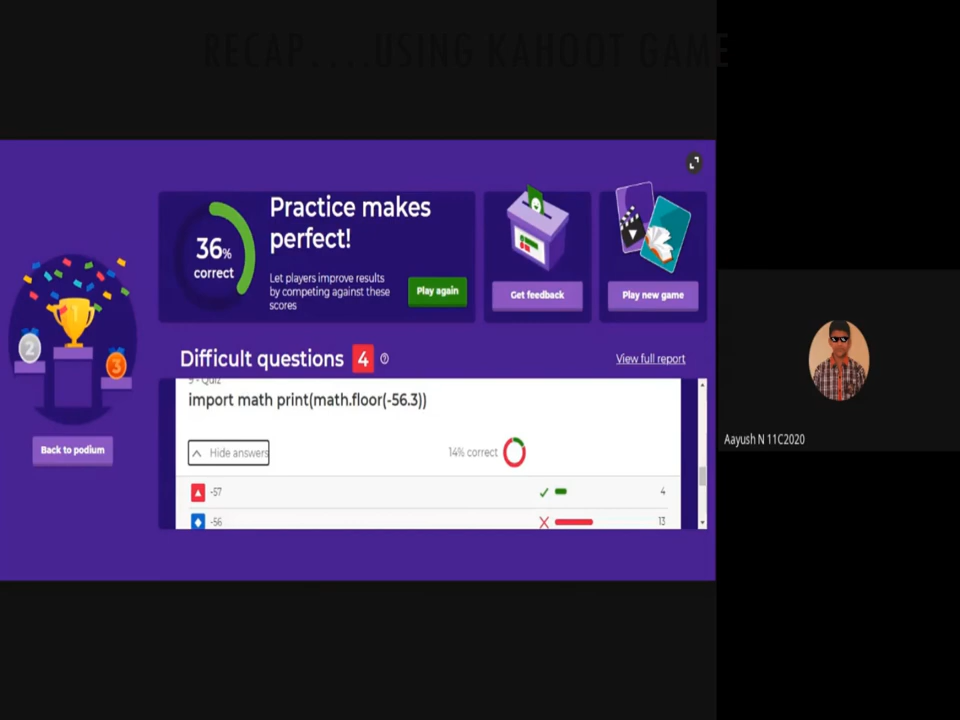 RECAP....USING KAHOOT GAME
36%
correct
Practice makes
perfect!
Let players improve results
by competing against these
scores
Play again
Get feedback
Play new game
2
3
Back to podium
Difficult questions 4
View full report
9 - Quiz
import math print(math.floor(-56.3))
Hide answers
14% correct
-57 4
-56 13
Aayush N 11C2020